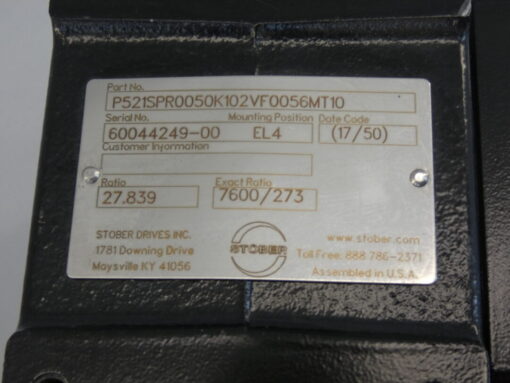 Part No.
P521SPR0050K102VF0056MT10
Serial No. Mounting Position Date Code
60044249-00 EL4 (17/50)
Customer Information
Ratio Exact Ratio
27.839 7600/273
STOBER DRIVES INC.
1781 Downing Drive
Maysville KY 41056
STOBER
www.stober.com
Toll Free: 888 786-2371
Assembled in U.S.A.